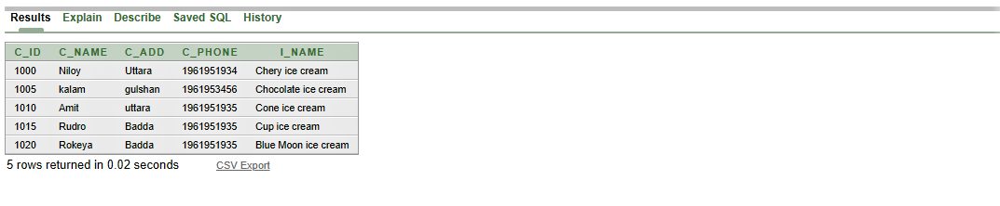 Results Explain Describe Saved SQL History
C_ID C_NAME C_ADD C_PHONE I_NAME
1000 Niloy Uttara 1961951934 Chery ice cream
1005 kalam gulshan 1961953456 Chocolate ice cream
1010 Amit uttara 1961951935 Cone ice cream
1015 Rudro Badda 1961951935 Cup ice cream
1020 Rokeya Badda 1961951935 Blue Moon ice cream
5 rows returned in 0.02 seconds CSV Export